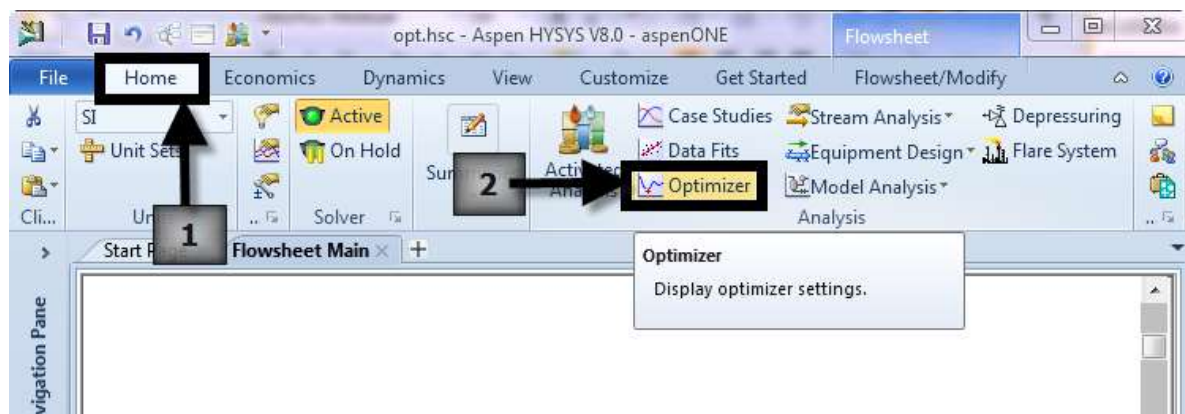 opt.hsc - Aspen HYSYS V8.0 - aspenONE
Flowsheet
File Home Economics Dynamics View Customize Get Started Flowsheet/Modify
SI
Unit Sets
Active
On Hold
Case Studies
Data Fits
Optimizer
Stream Analysis
Equipment Design
Model Analysis
Depressuring
Flare System
Cli... .. Solver Analysis ..
1
2
Start Flowsheet Main
Optimizer
Display optimizer settings.